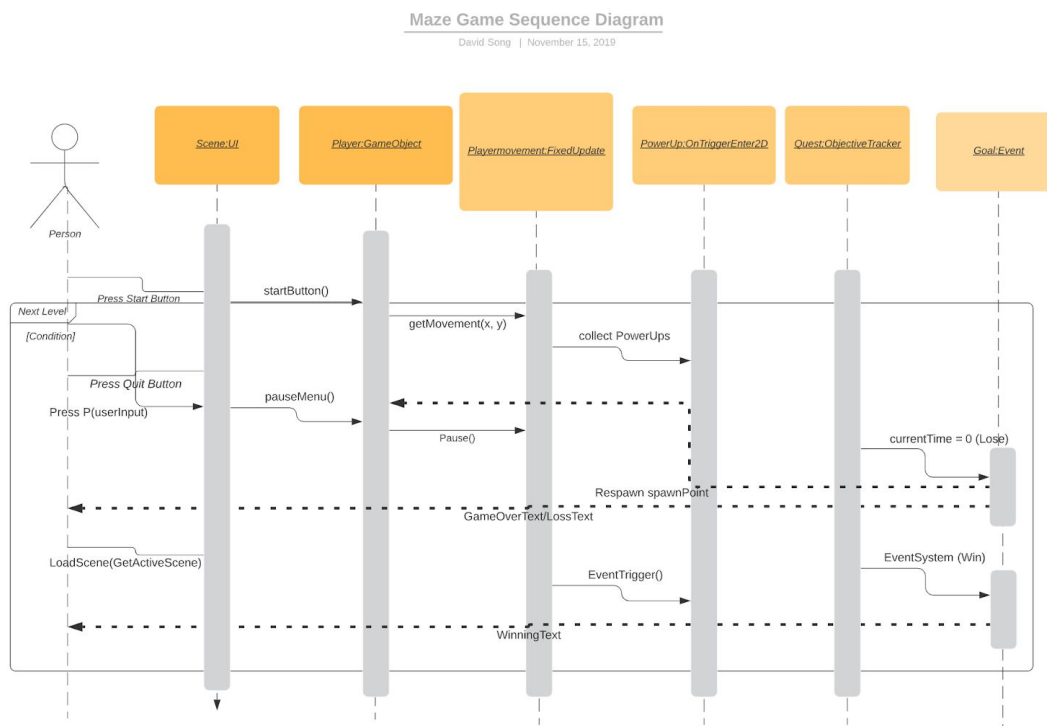 Maze Game Sequence Diagram
David Song | November 15, 2019
Scene:UI
Player:GameObject
Playermovement:FixedUpdate
PowerUp:OnTriggerEnter2D
Quest:ObjectiveTracker
Goal:Event
Person
Press Start Button
startButton()
Next Level
[Condition]
getMovement(x, y)
collect PowerUps
Press Quit Button
Press P(userInput)
pauseMenu()
Pause()
currentTime = 0 (Lose)
Respawn spawnPoint
GameOverText/LossText
LoadScene(GetActiveScene)
EventSystem (Win)
EventTrigger()
WinningText